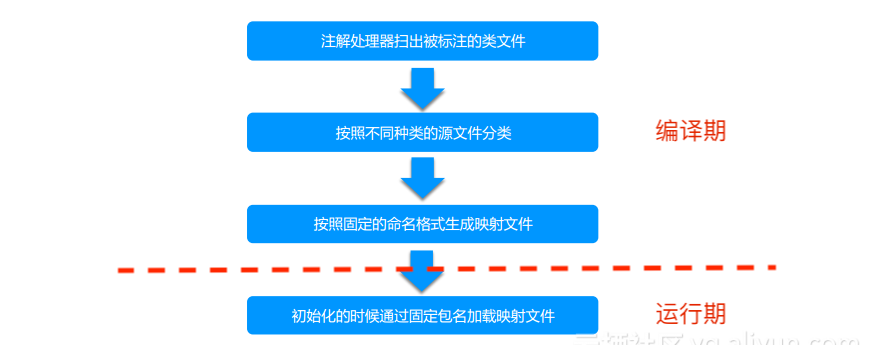 注解处理器扫出被标注的类文件
按照不同种类的源文件分类
编译期
按照固定的命名格式生成映射文件
初始化的时候通过固定包名加载映射文件
运行期